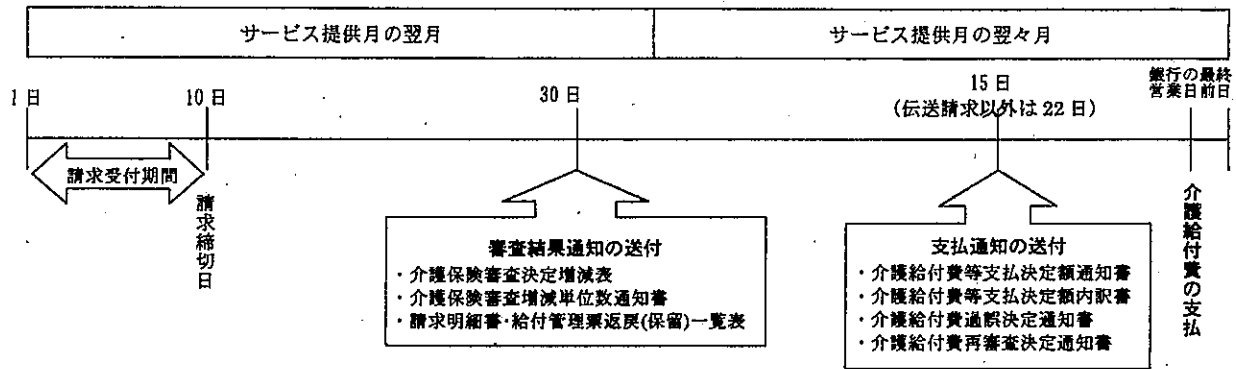 サービス提供月の翌月
サービス提供月の翌々月
1日
10日
30日
15日
(伝送請求以外は22日)
銀行の最終
営業日前日
請求受付期間
請求締切日
審査結果通知の送付
・介護保険審査決定増減表
・介護保険審査増減単位数通知書
・請求明細書・給付管理票返戻(保留)一覧表
支払通知の送付
・介護給付費等支払決定額通知書
・介護給付費等支払決定額内訳書
・介護給付費過誤決定通知書
・介護給付費再審査決定通知書
介護給付費の支払